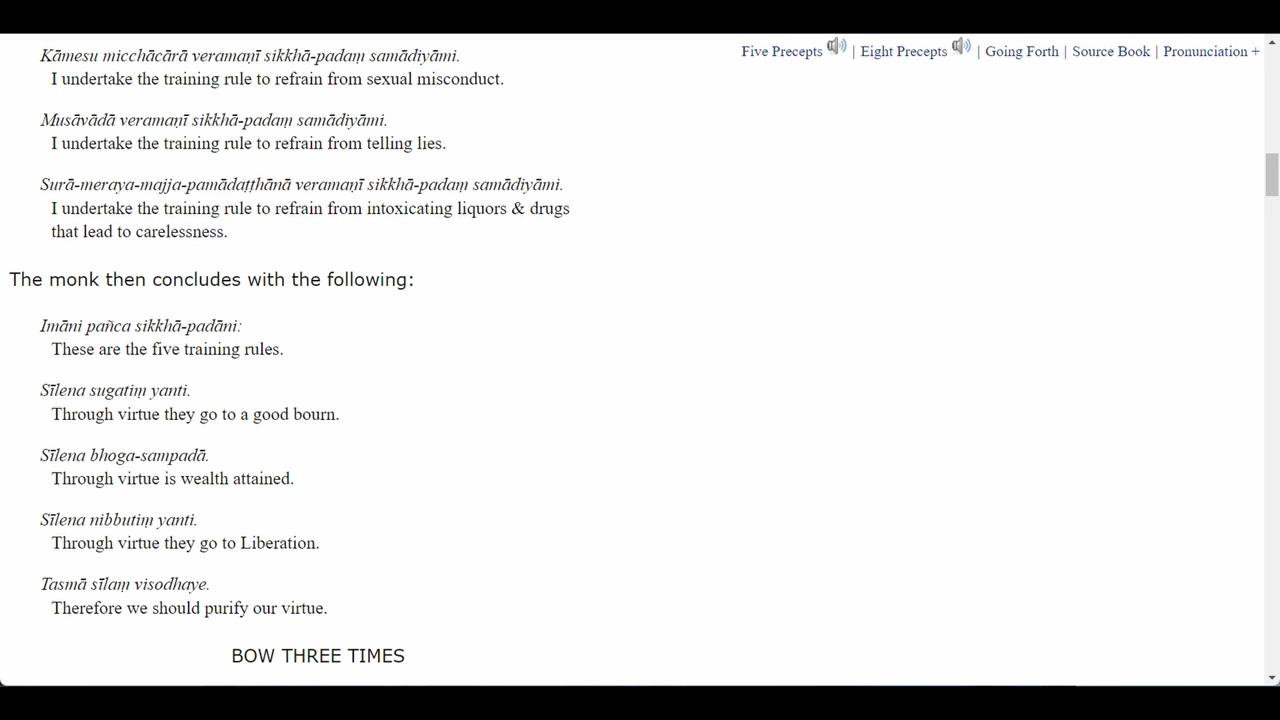 Five Precepts | Eight Precepts | Going Forth | Source Book | Pronunciation +
Kāmesu micchācārā veramaṇī sikkhā-padaṃ samādiyāmi.
I undertake the training rule to refrain from sexual misconduct.
Musāvādā veramaṇī sikkhā-padaṃ samādiyāmi.
I undertake the training rule to refrain from telling lies.
Surā-meraya-majja-pamādaṭṭhānā veramaṇī sikkhā-padaṃ samādiyāmi.
I undertake the training rule to refrain from intoxicating liquors & drugs
that lead to carelessness.
The monk then concludes with the following:
Imāni pañca sikkhā-padāni:
These are the five training rules.
Sīlena sugatiṃ yanti.
Through virtue they go to a good bourn.
Sīlena bhoga-sampadā.
Through virtue is wealth attained.
Sīlena nibbutiṃ yanti.
Through virtue they go to Liberation.
Tasmā sīlaṃ visodhaye.
Therefore we should purify our virtue.
BOW THREE TIMES